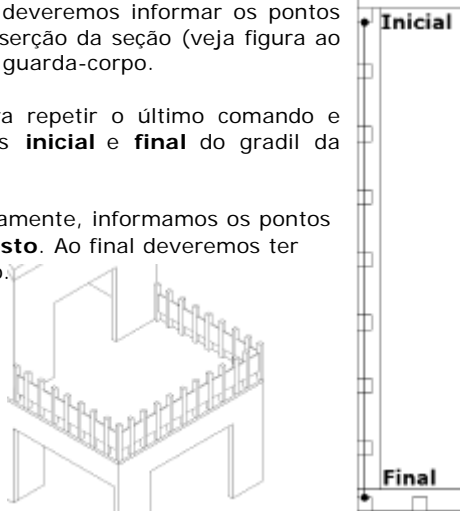 deveremos informar os pontos
serção da seção (veja figura ao
guarda-corpo.
a repetir o último comando e
s inicial e final do gradil da
amente, informamos os pontos
sto. Ao final deveremos ter
o.
Inicial
Final